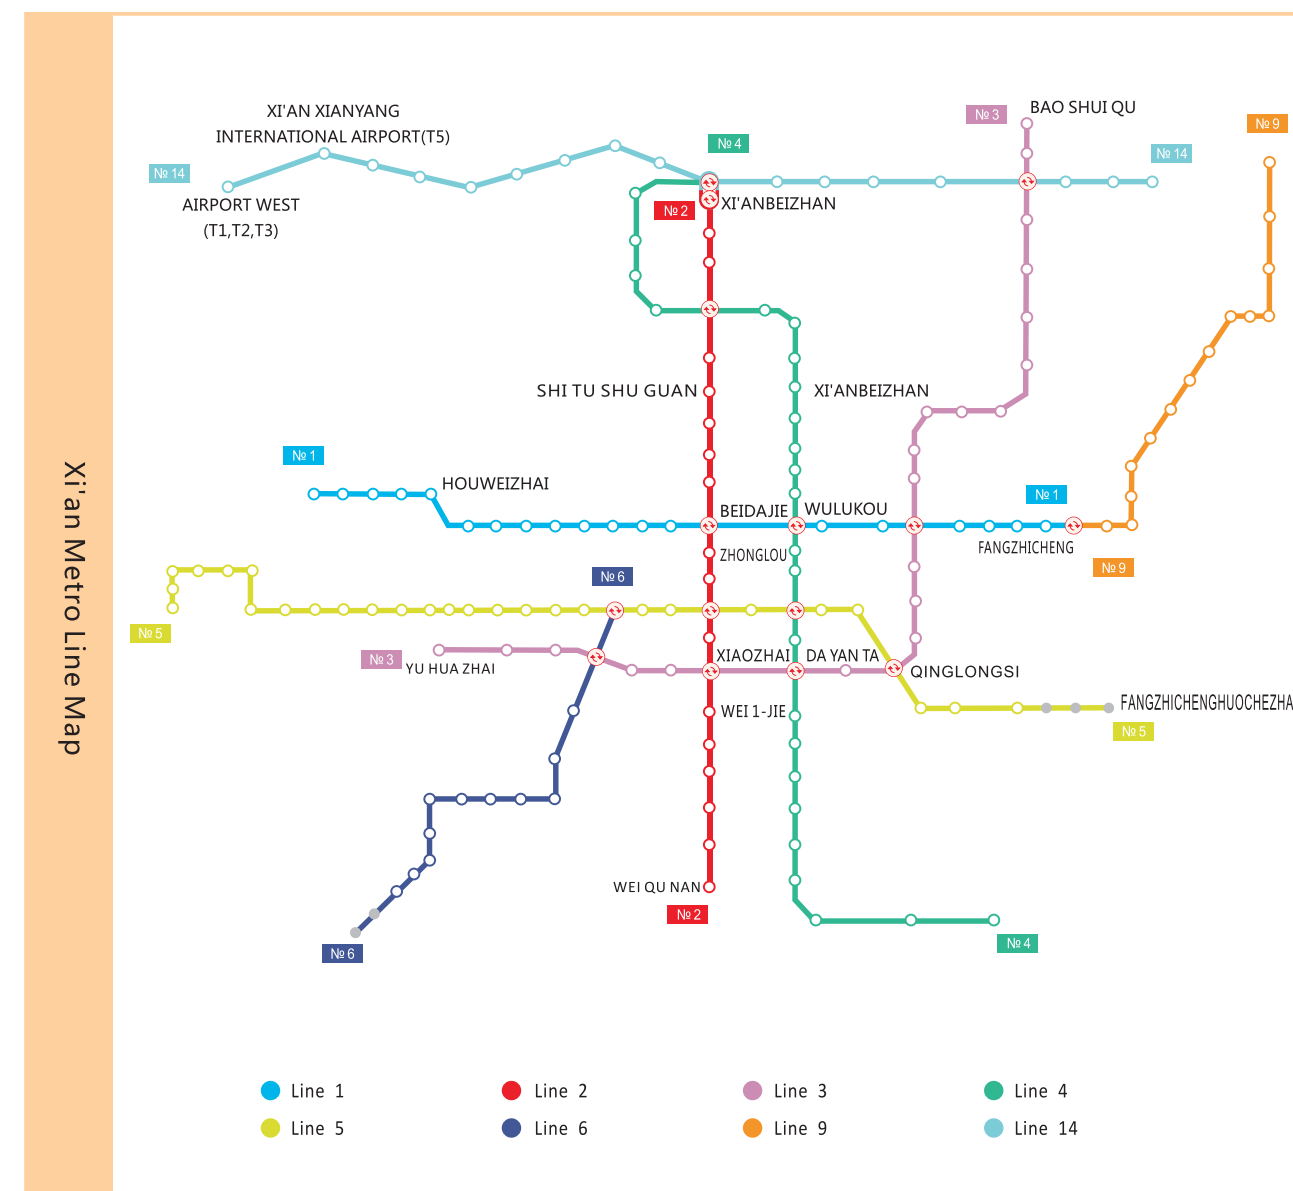 Xi'an Metro Line Map
XI'AN XIANYANG
INTERNATIONAL AIRPORT(T5)
№ 14
AIRPORT WEST
(T1,T2,T3)
№ 4
№ 2
XI'ANBEIZHAN
№ 3
BAO SHUI QU
№ 14
№ 9
SHI TU SHU GUAN
XI'ANBEIZHAN
№ 1
HOUWEIZHAI
BEIDAJIE
WULUKOU
№ 1
FANGZHICHENG
ZHONGLOU
№ 9
№ 6
№ 5
№ 3
YU HUA ZHAI
XIAOZHAI
DA YAN TA
QINGLONGSI
WEI 1-JIE
FANGZHICHENGHUOCHEZHA
№ 5
WEI QU NAN
№ 2
№ 6
№ 4
Line 1
Line 2
Line 3
Line 4
Line 5
Line 6
Line 9
Line 14